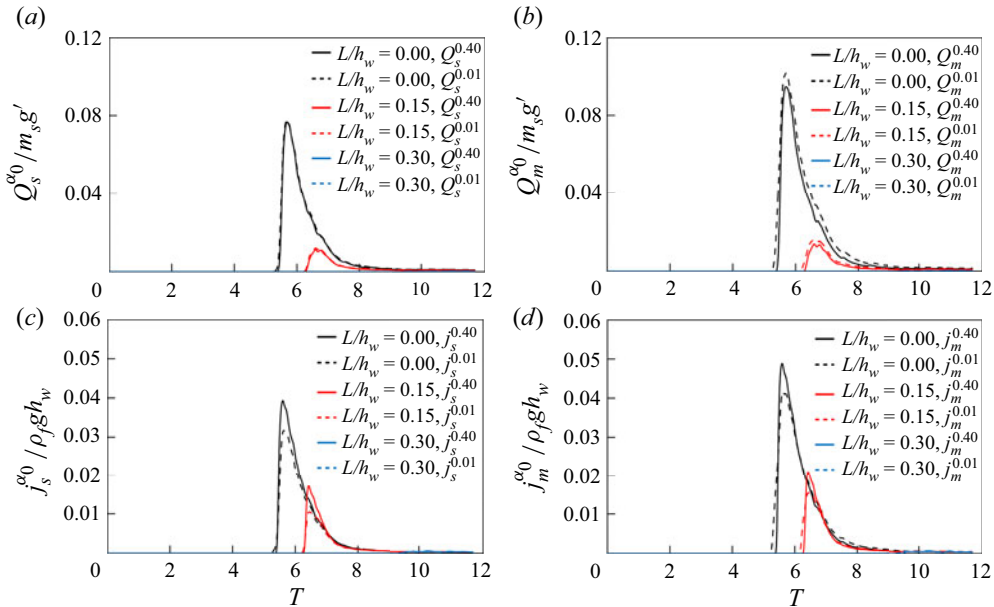 (a)
0.12
0.08
0.04
Q_s^{α0}/m_s g′
L/h_w = 0.00, Q_s^{0.40}
L/h_w = 0.00, Q_s^{0.01}
L/h_w = 0.15, Q_s^{0.40}
L/h_w = 0.15, Q_s^{0.01}
L/h_w = 0.30, Q_s^{0.40}
L/h_w = 0.30, Q_s^{0.01}
0 2 4 6 8 10 12
(b)
0.12
0.08
0.04
Q_m^{α0}/m_s g′
L/h_w = 0.00, Q_m^{0.40}
L/h_w = 0.00, Q_m^{0.01}
L/h_w = 0.15, Q_m^{0.40}
L/h_w = 0.15, Q_m^{0.01}
L/h_w = 0.30, Q_m^{0.40}
L/h_w = 0.30, Q_m^{0.01}
0 2 4 6 8 10 12
(c)
0.06
0.05
0.04
0.03
0.02
0.01
j_s^{α0}/ρ_f gh_w
L/h_w = 0.00, j_s^{0.40}
L/h_w = 0.00, j_s^{0.01}
L/h_w = 0.15, j_s^{0.40}
L/h_w = 0.15, j_s^{0.01}
L/h_w = 0.30, j_s^{0.40}
L/h_w = 0.30, j_s^{0.01}
0 2 4 6 8 10 12
T
(d)
0.06
0.05
0.04
0.03
0.02
0.01
j_m^{α0}/ρ_f gh_w
L/h_w = 0.00, j_m^{0.40}
L/h_w = 0.00, j_m^{0.01}
L/h_w = 0.15, j_m^{0.40}
L/h_w = 0.15, j_m^{0.01}
L/h_w = 0.30, j_m^{0.40}
L/h_w = 0.30, j_m^{0.01}
0 2 4 6 8 10 12
T